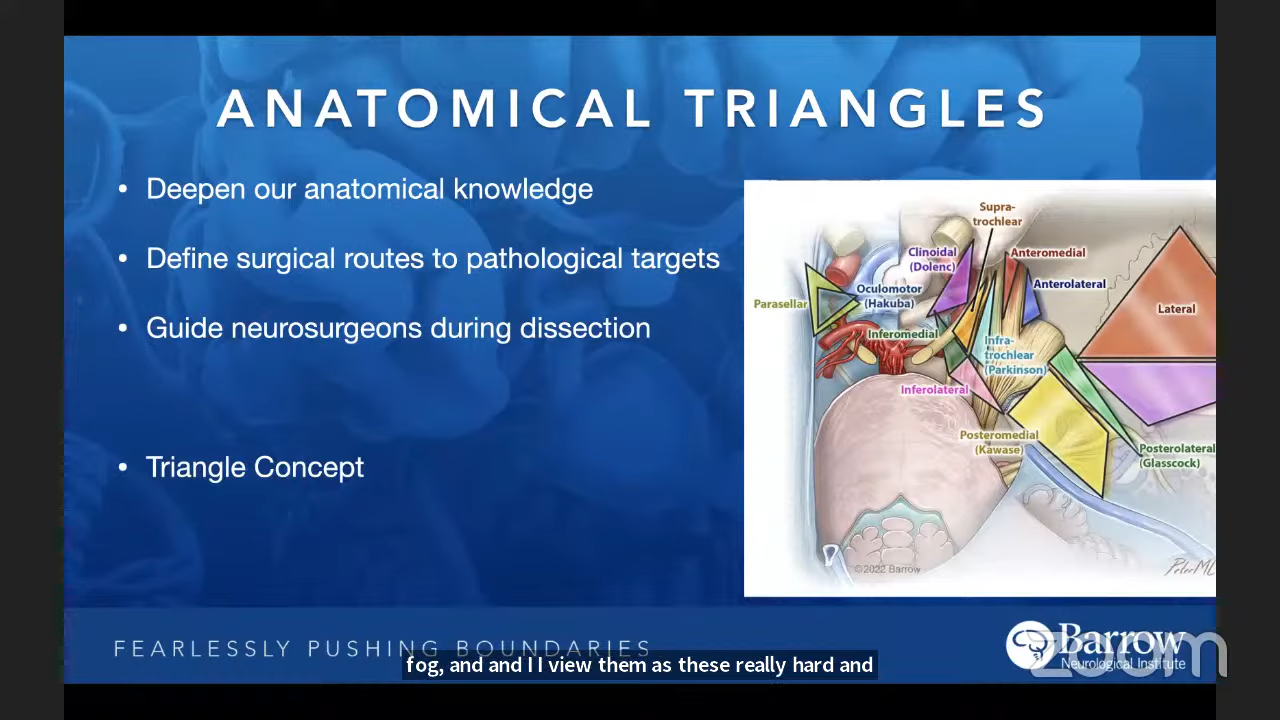 ANATOMICAL TRIANGLES
• Deepen our anatomical knowledge
• Define surgical routes to pathological targets
• Guide neurosurgeons during dissection
• Triangle Concept
Supra-
trochlear
Clinoidal
(Dolenc)
Anteromedial
Oculomotor
(Hakuba)
Anterolateral
Parasellar
Lateral
Inferomedial
Infra-
trochlear
(Parkinson)
Inferolateral
Posteromedial
(Kawase)
Posterolateral
(Glasscock)
©2022 Barrow
FEARLESSLY PUSHING BOUNDARIES
Barrow
Neurological Institute
zoom
fog, and and I I view them as these really hard and